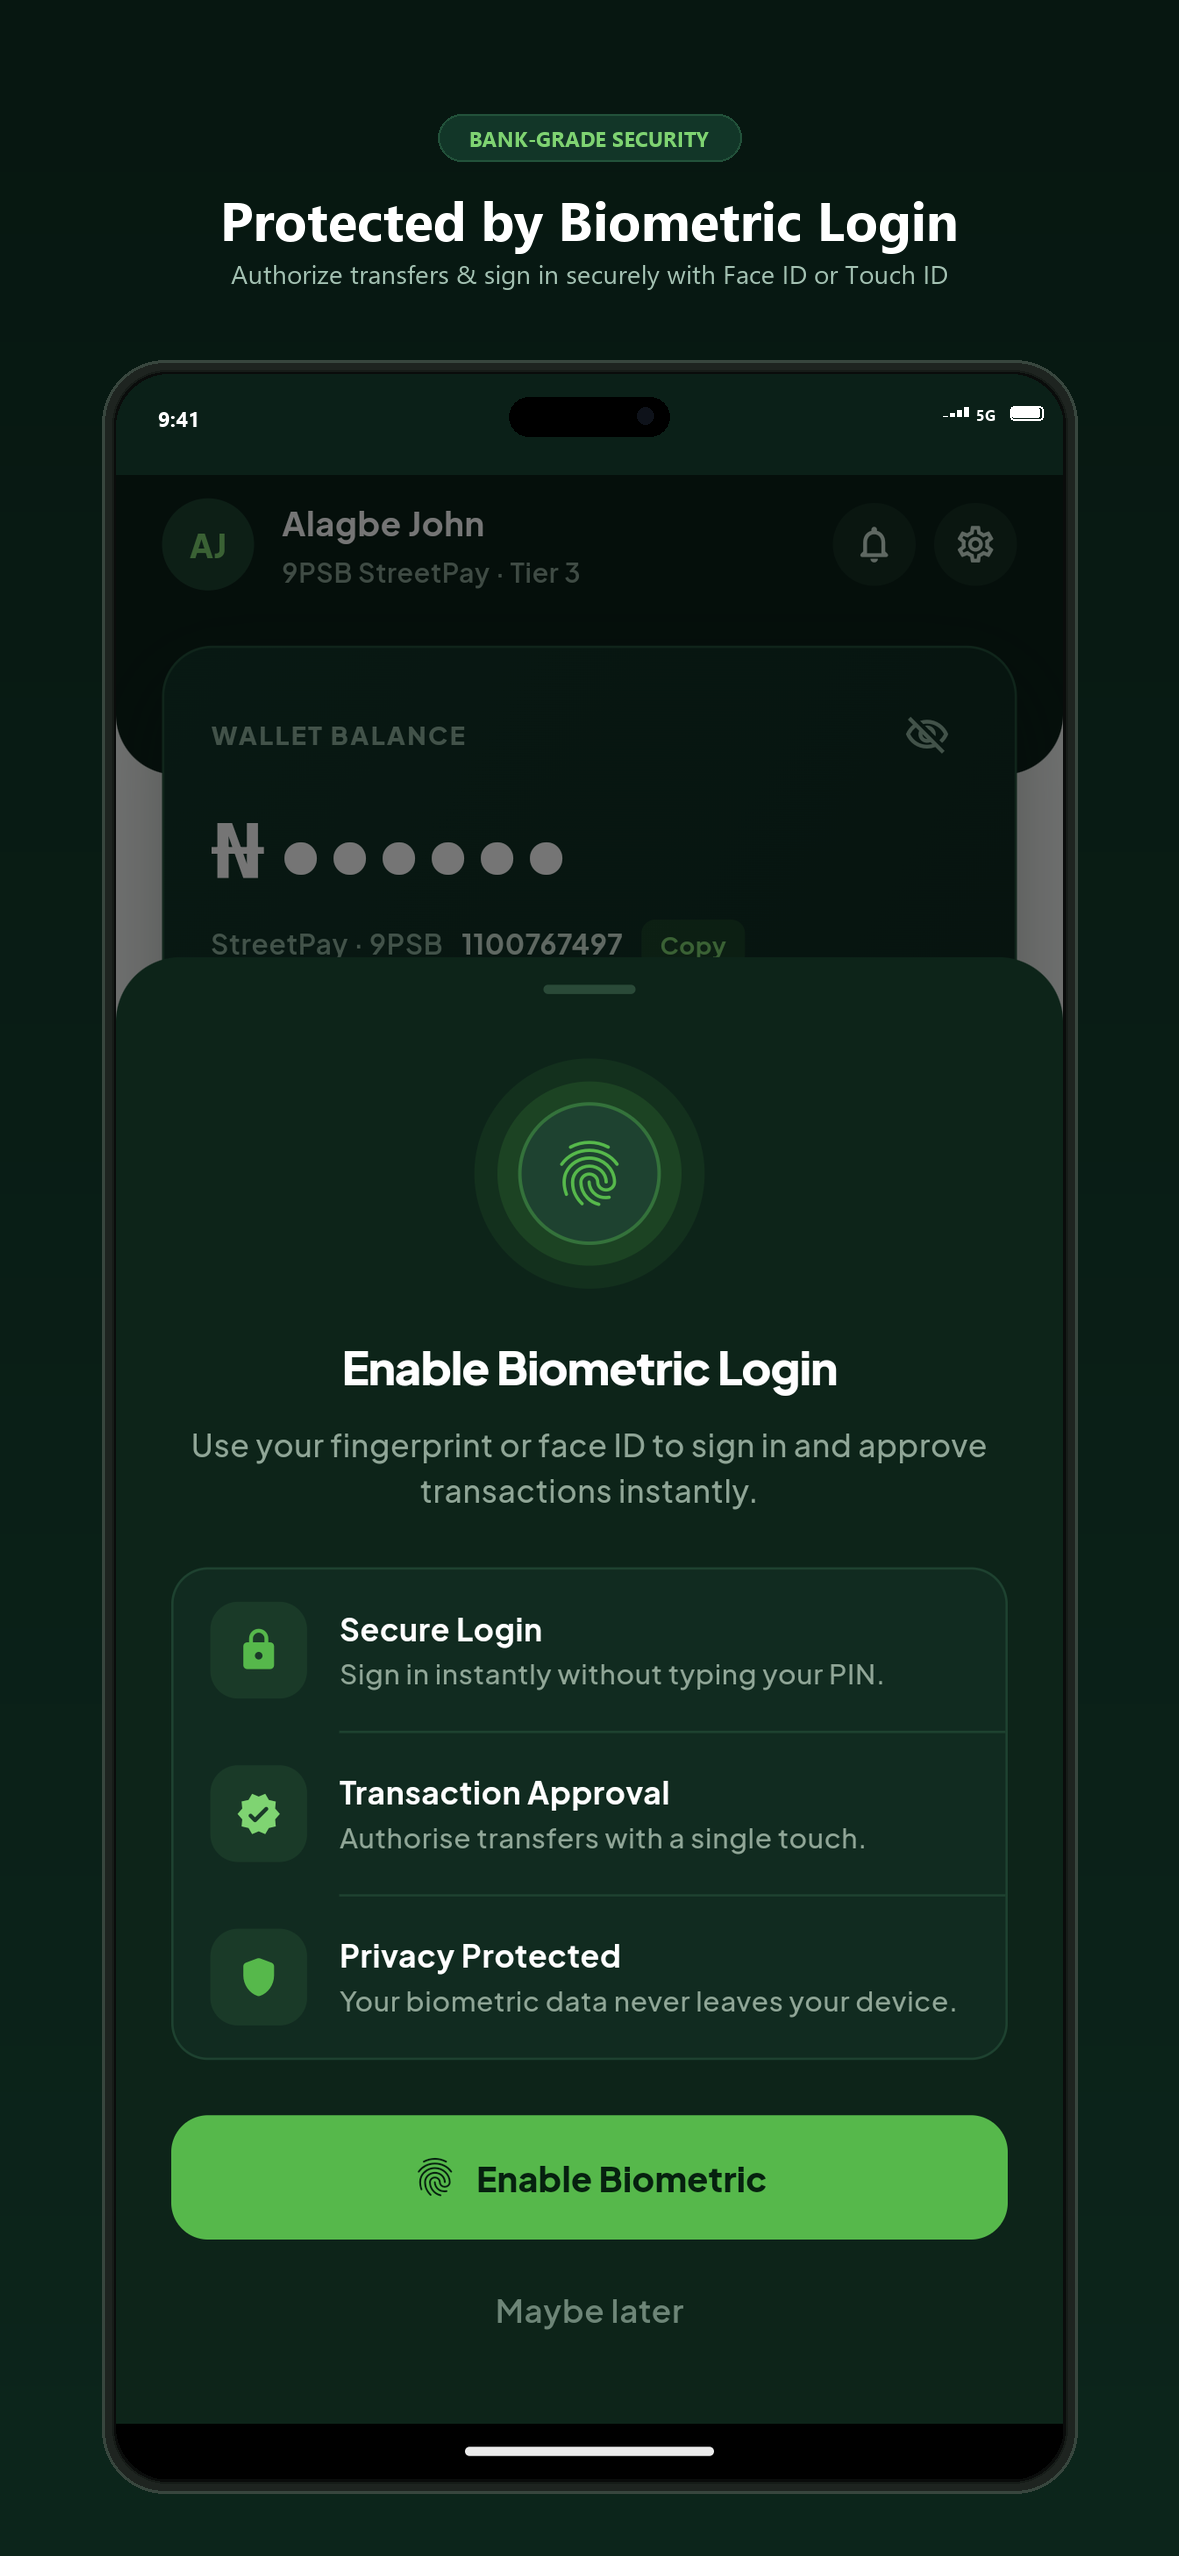 BANK-GRADE SECURITY
Protected by Biometric Login
Authorize transfers & sign in securely with Face ID or Touch ID
9:41
5G
AJ
Alagbe John
9PSB StreetPay · Tier 3
WALLET BALANCE
₦ ●●●●●●
StreetPay · 9PSB 1100767497 Copy
Enable Biometric Login
Use your fingerprint or face ID to sign in and approve
transactions instantly.
Secure Login
Sign in instantly without typing your PIN.
Transaction Approval
Authorise transfers with a single touch.
Privacy Protected
Your biometric data never leaves your device.
Enable Biometric
Maybe later